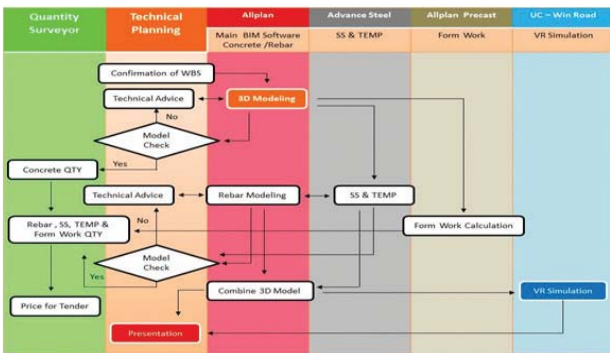 Quantity
Surveyor
Technical
Planning
Allplan
Main BIM Software
Concrete /Rebar
Advance Steel
SS & TEMP
Allplan Precast
Form Work
UC – Win Road
VR Simulation
Confirmation of WBS
Technical Advice
3D Modeling
No
Model
Check
Yes
Concrete QTY
Technical Advice
Rebar Modeling
SS & TEMP
Rebar , SS, TEMP &
Form Work QTY
No
Form Work Calculation
Model
Check
Yes
Combine 3D Model
VR Simulation
Price for Tender
Presentation